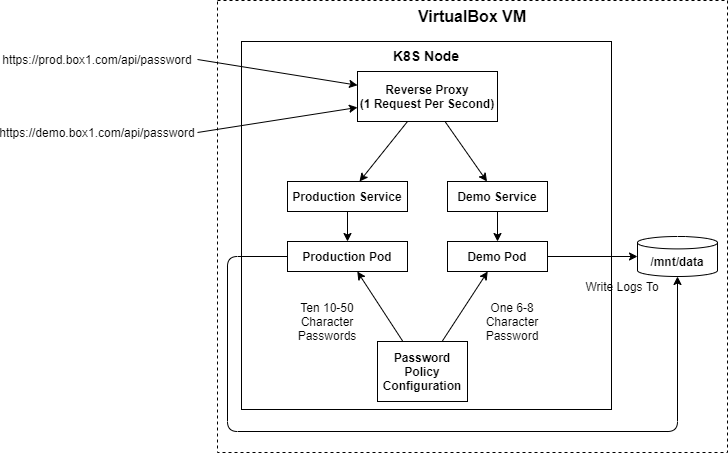 VirtualBox VM
K8S Node
https://prod.box1.com/api/password
Reverse Proxy
(1 Request Per Second)
https://demo.box1.com/api/password
Production Service
Demo Service
Production Pod
Demo Pod
/mnt/data
Write Logs To
Ten 10-50
Character
Passwords
One 6-8
Character
Password
Password
Policy
Configuration